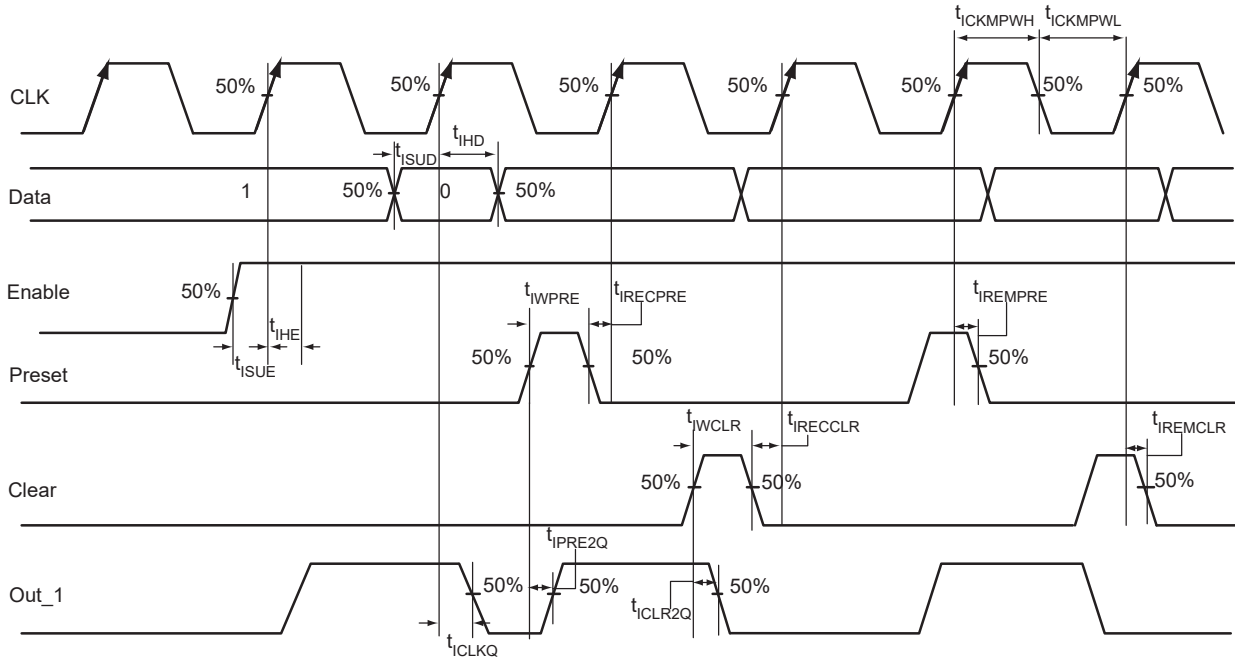 tICKMPWH tICKMPWL
CLK 50% 50% 50% 50% 50% 50% 50%
tISUD tIHD
Data 1 50% 0 50%
Enable 50%
tIHE
tISUE
tIWPRE tIRECPRE tIREMPRE
Preset 50% 50% 50%
tIWCLR tIRECCLR tIREMCLR
Clear 50% 50% 50%
tIPRE2Q
Out_1 50% 50% 50%
tICLR2Q
tICLKQ